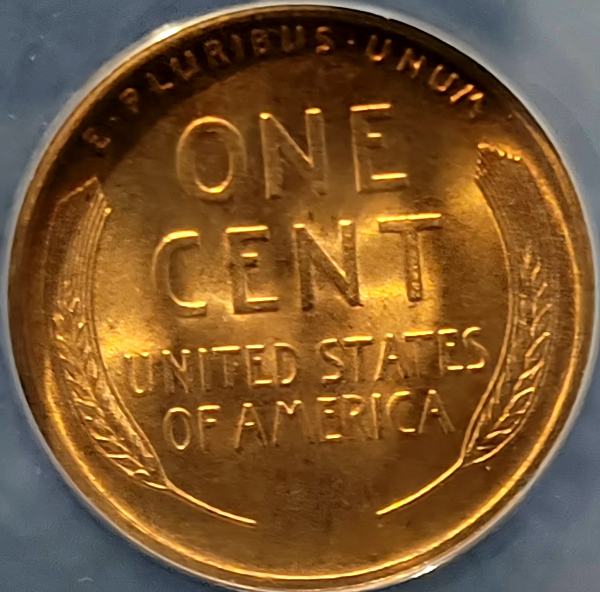 E·PLURIBUS·UNUM
ONE
CENT
UNITED STATES
OF AMERICA